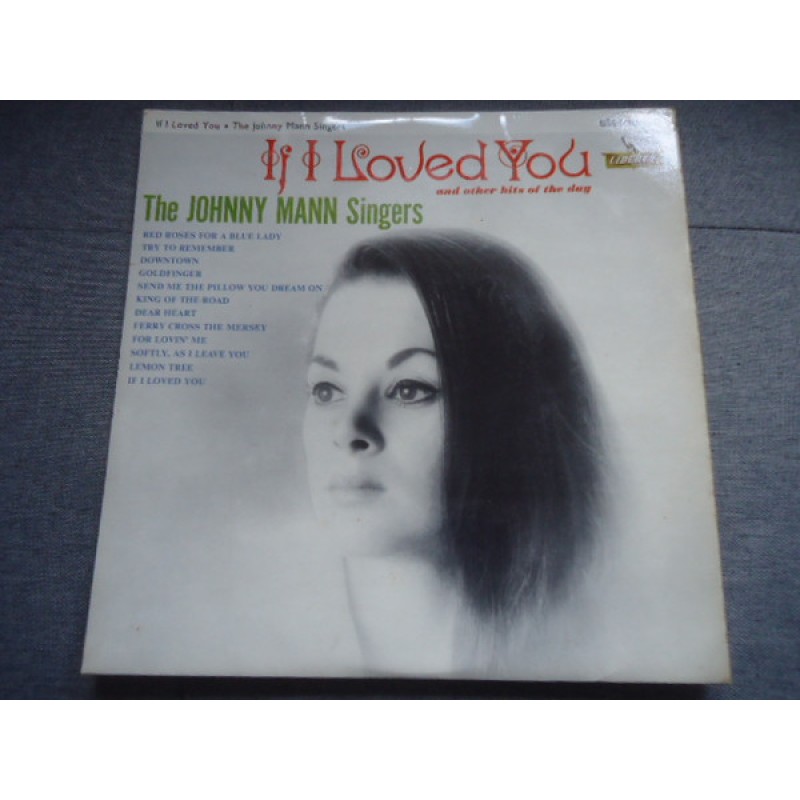 If I Loved You • The Johnny Mann Singers
If I Loved You
LIBERTY
and other hits of the day
The JOHNNY MANN Singers
RED ROSES FOR A BLUE LADY
TRY TO REMEMBER
DOWNTOWN
GOLDFINGER
SEND ME THE PILLOW YOU DREAM ON
KING OF THE ROAD
DEAR HEART
FERRY CROSS THE MERSEY
FOR LOVIN' ME
SOFTLY, AS I LEAVE YOU
LEMON TREE
IF I LOVED YOU